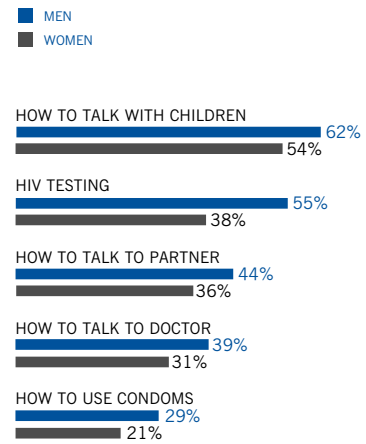 MEN
WOMEN
HOW TO TALK WITH CHILDREN
62%
54%
HIV TESTING
55%
38%
HOW TO TALK TO PARTNER
44%
36%
HOW TO TALK TO DOCTOR
39%
31%
HOW TO USE CONDOMS
29%
21%